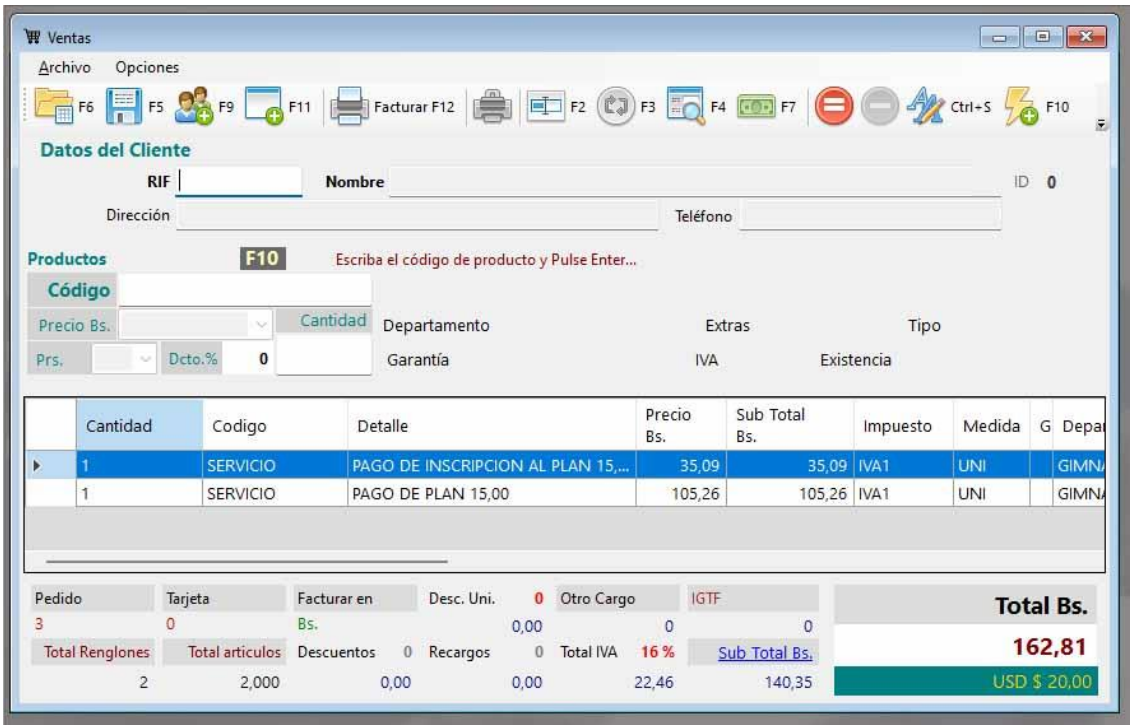 Ventas
Archivo Opciones
F6 F5 F9 F11 Facturar F12 F2 F3 F4 F7 Ctrl+S F10
Datos del Cliente
RIF Nombre ID 0
Dirección Teléfono
Productos F10 Escriba el código de producto y Pulse Enter...
Código
Precio Bs. Cantidad Departamento Extras Tipo
Prs. Dcto.% 0 Garantía IVA Existencia
Cantidad Codigo Detalle Precio Bs. Sub Total Bs. Impuesto Medida G Depar
1 SERVICIO PAGO DE INSCRIPCION AL PLAN 15,... 35,09 35,09 IVA1 UNI GIMNA
1 SERVICIO PAGO DE PLAN 15,00 105,26 105,26 IVA1 UNI GIMNA
Pedido Tarjeta Facturar en Desc. Uni. 0 Otro Cargo IGTF Total Bs.
3 0 Bs. 0,00 0 0
Total Renglones Total articulos Descuentos 0 Recargos 0 Total IVA 16 % Sub Total Bs. 162,81
2 2,000 0,00 0,00 22,46 140,35 USD $ 20,00